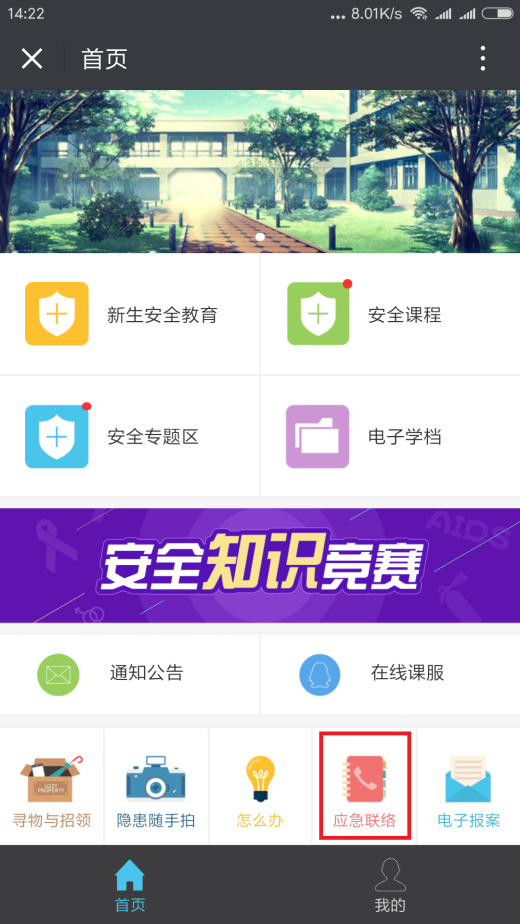 14:22
... 8.01K/s
首页
新生安全教育
安全课程
安全专题区
电子学档
AIDS
安全知识竞赛
通知公告
在线课服
LOST
PROPERTY
寻物与招领
隐患随手拍
怎么办
应急联络
电子报案
首页
我的